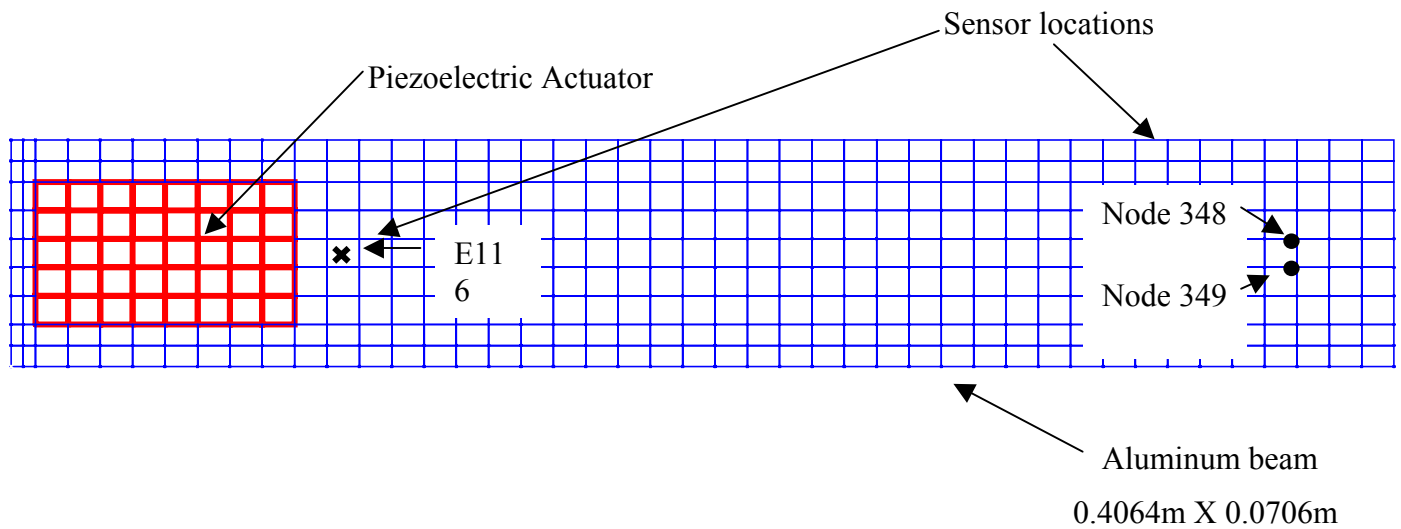 Sensor locations
Piezoelectric Actuator
Node 348
E11
6
Node 349
Aluminum beam
0.4064m X 0.0706m